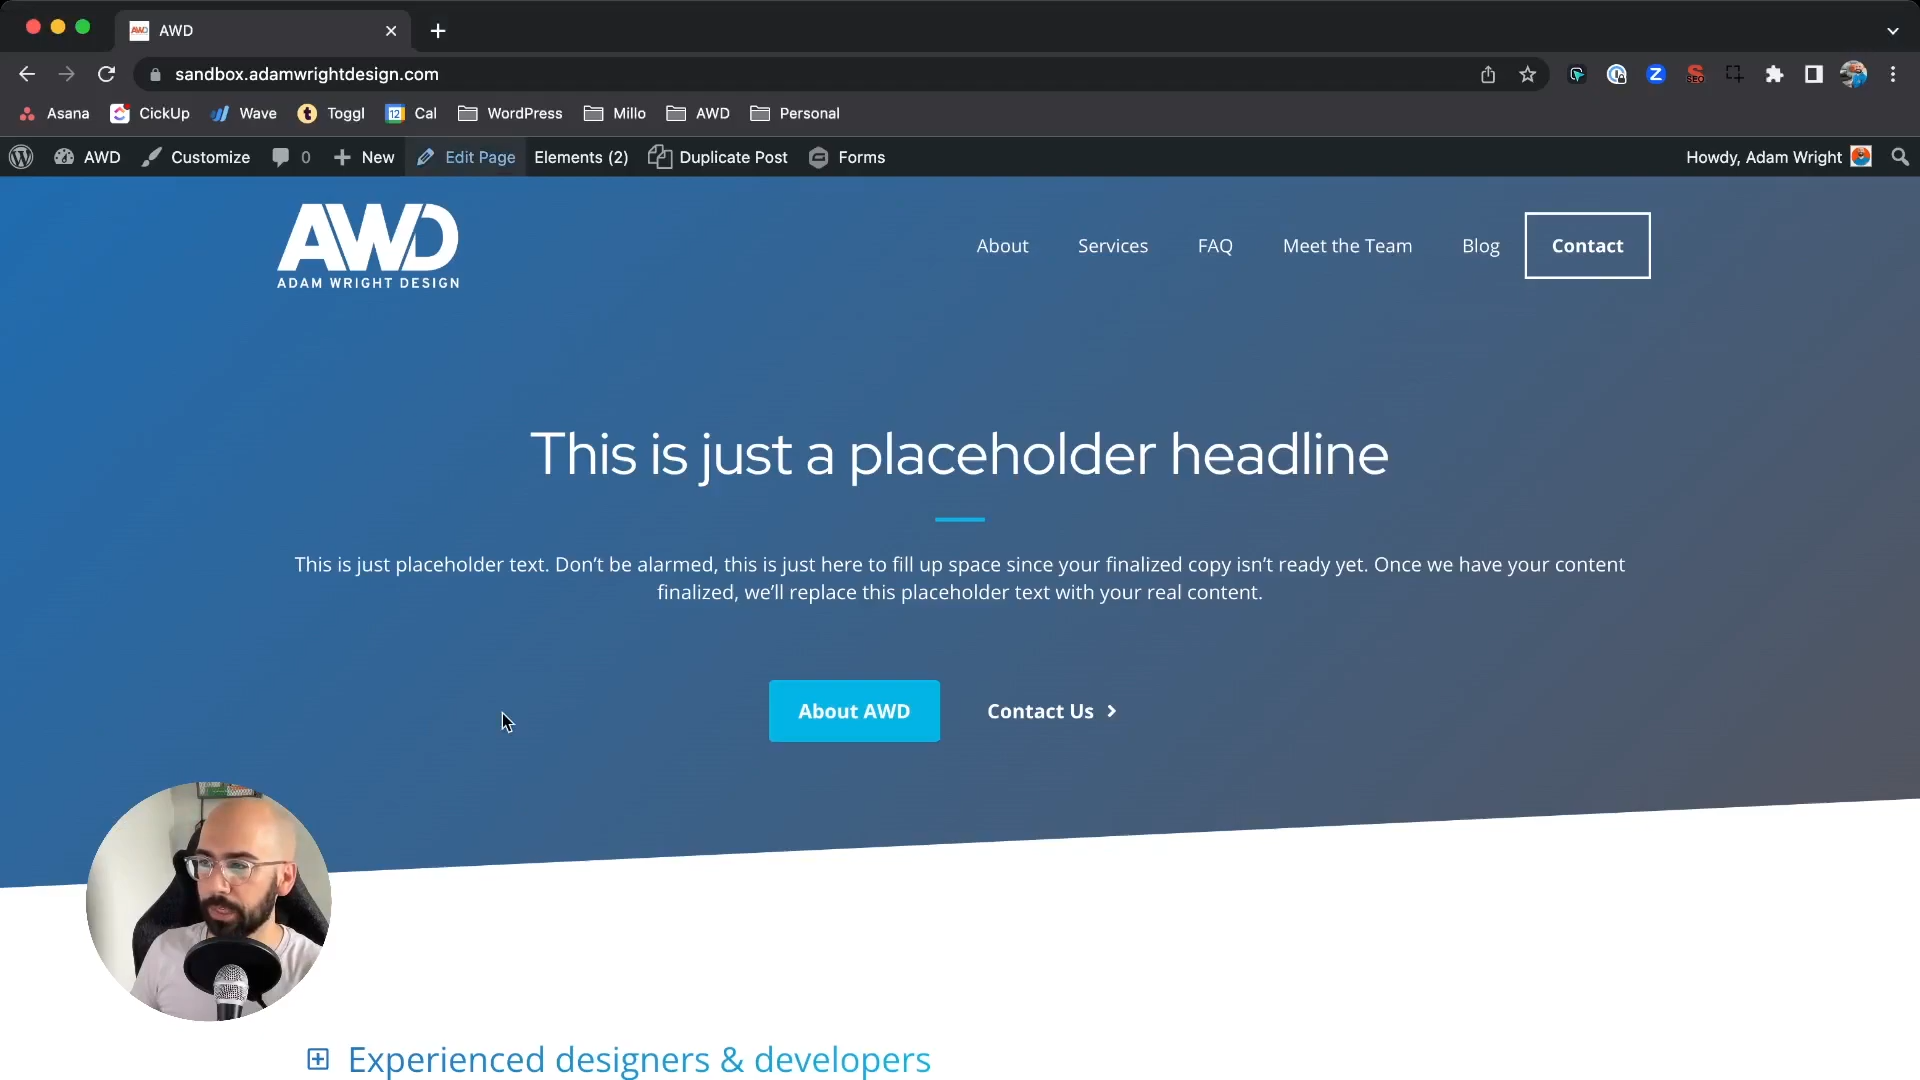 AWD
sandbox.adamwrightdesign.com
Asana
CickUp
Wave
Toggl
12
Cal
WordPress
Millo
AWD
Personal
AWD
Customize
0
New
Edit Page
Elements (2)
Duplicate Post
Forms
Howdy, Adam Wright
AWD
ADAM WRIGHT DESIGN
About
Services
FAQ
Meet the Team
Blog
Contact
This is just a placeholder headline
This is just placeholder text. Don’t be alarmed, this is just here to fill up space since your finalized copy isn’t ready yet. Once we have your content
finalized, we’ll replace this placeholder text with your real content.
About AWD
Contact Us
Experienced designers & developers